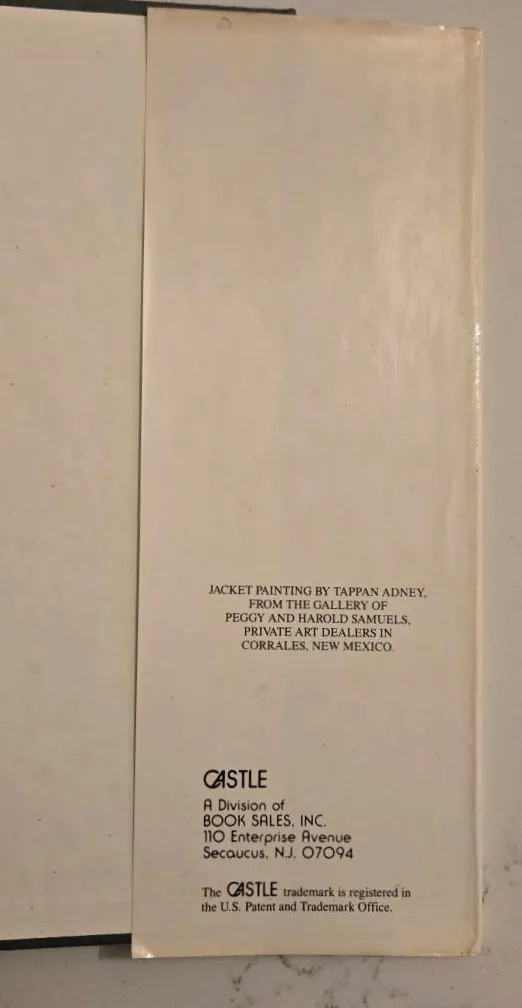 JACKET PAINTING BY TAPPAN ADNEY,
FROM THE GALLERY OF
PEGGY AND HAROLD SAMUELS,
PRIVATE ART DEALERS IN
CORRALES, NEW MEXICO.
CASTLE
A Division of
BOOK SALES, INC.
110 Enterprise Avenue
Secaucus, N.J. 07094
The CASTLE trademark is registered in
the U.S. Patent and Trademark Office.